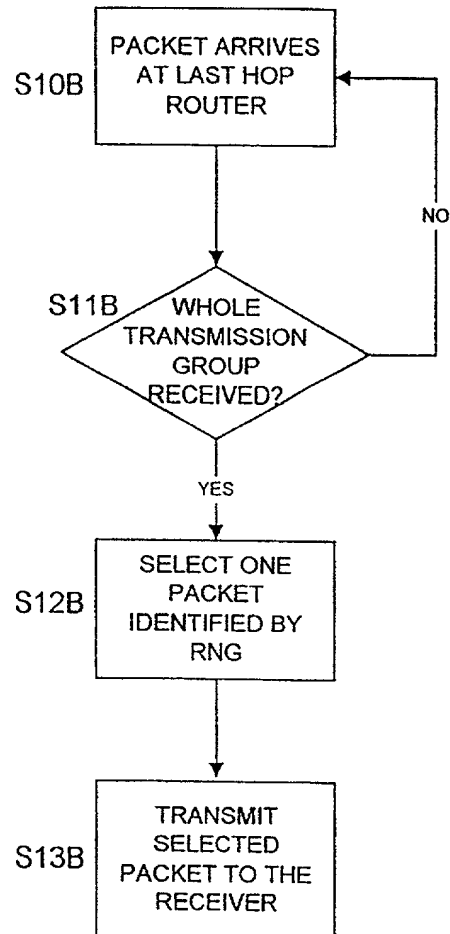 S10B
PACKET ARRIVES
AT LAST HOP
ROUTER
NO
S11B
WHOLE
TRANSMISSION
GROUP
RECEIVED?
YES
S12B
SELECT ONE
PACKET
IDENTIFIED BY
RNG
S13B
TRANSMIT
SELECTED
PACKET TO THE
RECEIVER